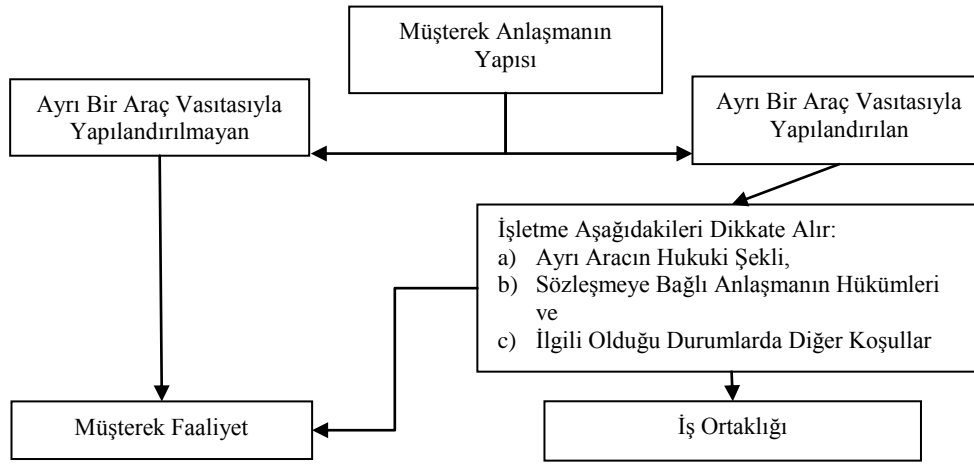 Müşterek Anlaşmanın
Yapısı
Ayrı Bir Araç Vasıtasıyla
Yapılandırılmayan
Ayrı Bir Araç Vasıtasıyla
Yapılandırılan
İşletme Aşağıdakileri Dikkate Alır:
a) Ayrı Aracın Hukuki Şekli,
b) Sözleşmeye Bağlı Anlaşmanın Hükümleri
ve
c) İlgili Olduğu Durumlarda Diğer Koşullar
Müşterek Faaliyet
İş Ortaklığı